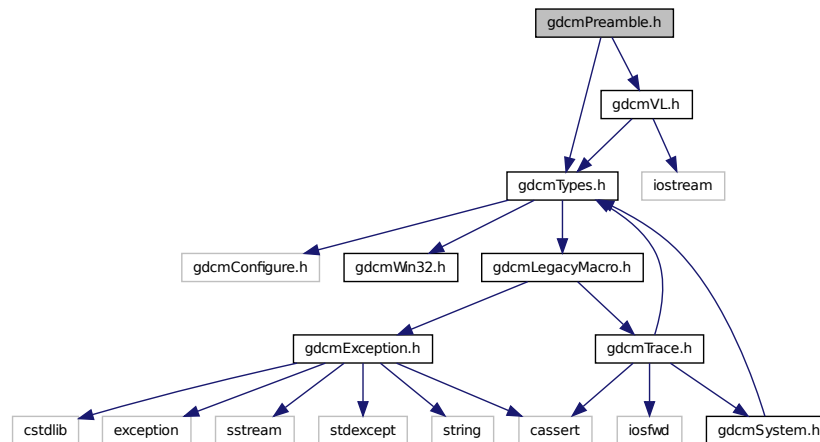 gdcmPreamble.h
gdcmVL.h
gdcmTypes.h
iostream
gdcmConfigure.h
gdcmWin32.h
gdcmLegacyMacro.h
gdcmException.h
gdcmTrace.h
cstdlib
exception
sstream
stdexcept
string
cassert
iosfwd
gdcmSystem.h